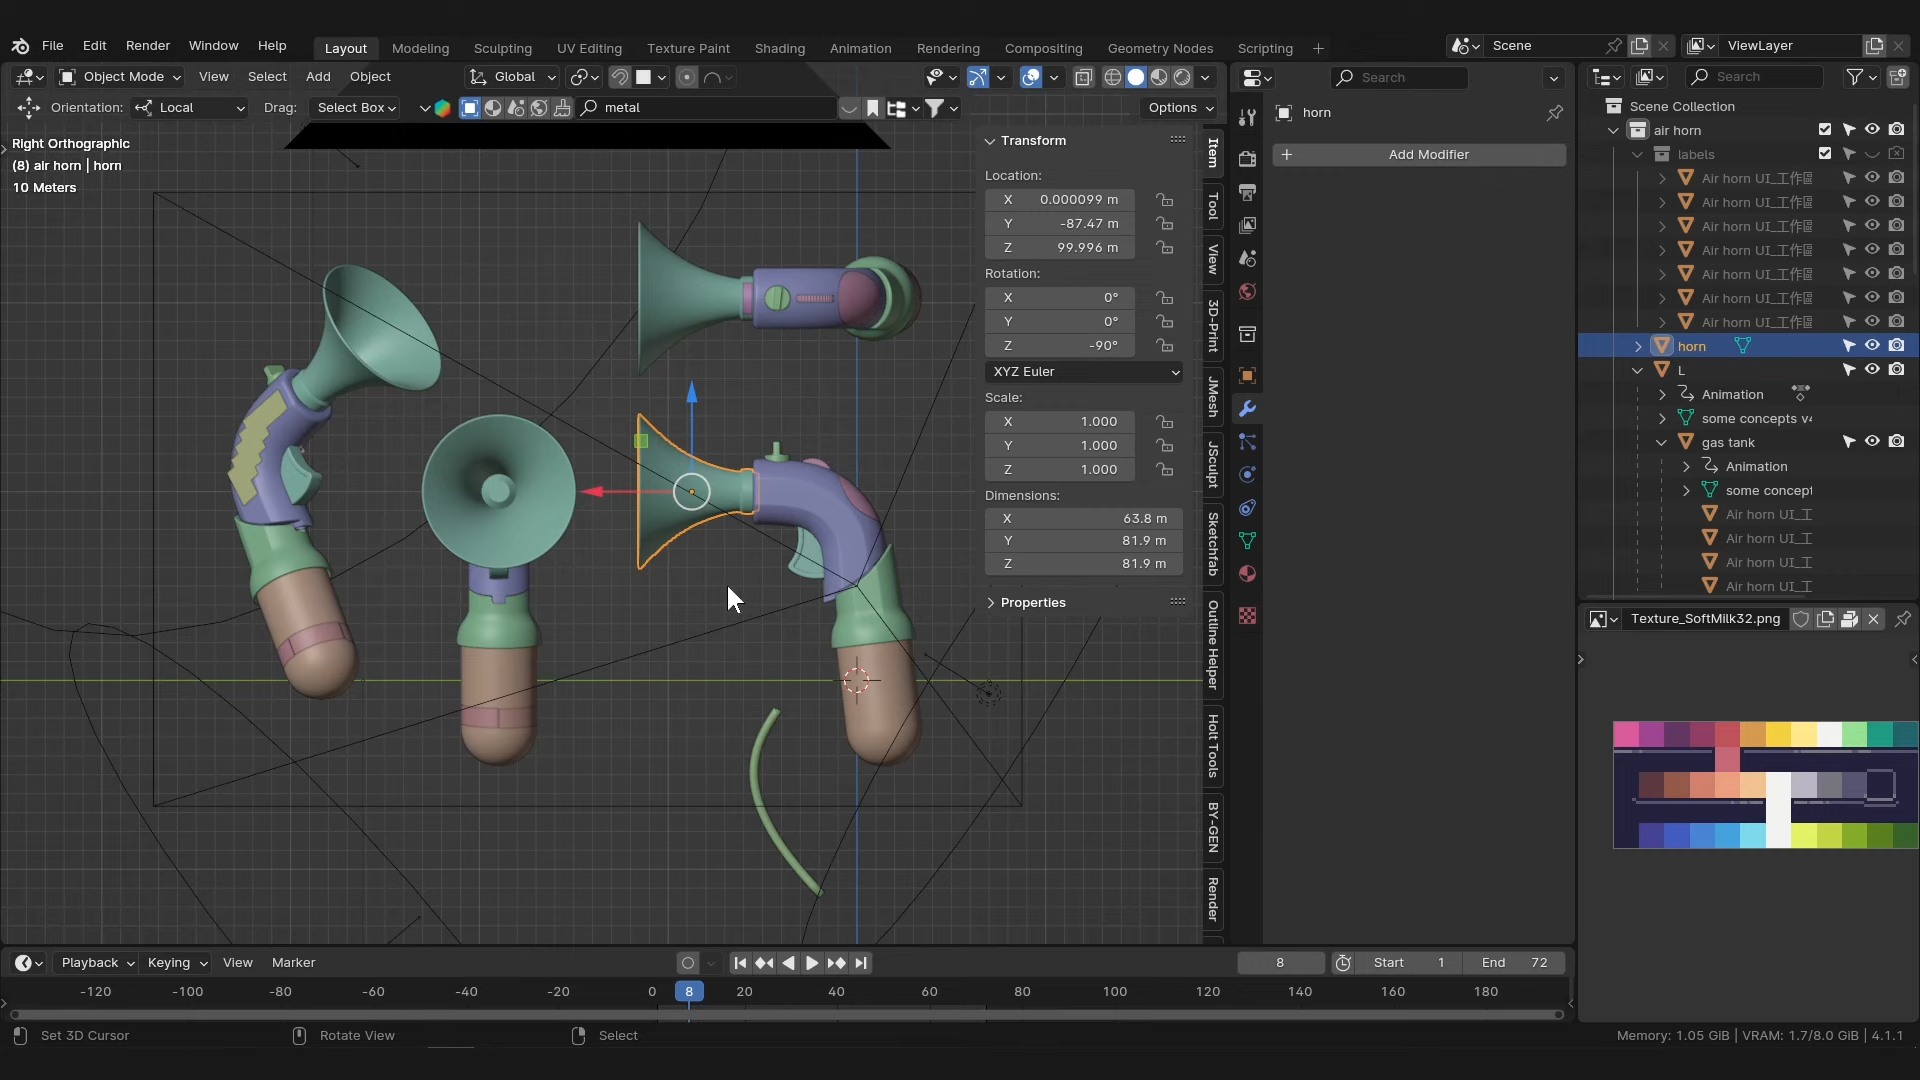 File Edit Render Window Help Layout Modeling Sculpting UV Editing Texture Paint Shading Animation Rendering Compositing Geometry Nodes Scripting + Scene ViewLayer
Object Mode View Select Add Object Global Search Search
Orientation: Local Drag: Select Box metal Options
Right Orthographic
(8) air horn | horn
10 Meters
Transform
Location:
X 0.000099 m
Y -87.47 m
Z 99.996 m
Rotation:
X 0°
Y 0°
Z -90°
XYZ Euler
Scale:
X 1.000
Y 1.000
Z 1.000
Dimensions:
X 63.8 m
Y 81.9 m
Z 81.9 m
Properties
Item
Tool
View
3D-Print
JMesh
JSculpt
Sketchfab
Outline Helper
Holt Tools
BY-GEN
Render
horn
+ Add Modifier
Scene Collection
air horn
labels
Air horn UI_工作
Air horn UI_工作
Air horn UI_工作
Air horn UI_工作
Air horn UI_工作
Air horn UI_工作
Air horn UI_工作
horn
L
Animation
some concepts v4
gas tank
Animation
some concept
Air horn UI_工
Air horn UI_工
Air horn UI_工
Air horn UI_工
Texture_SoftMilk32.png
Playback Keying View Marker 8 Start 1 End 72
-120 -100 -80 -60 -40 -20 0 8 20 40 60 80 100 120 140 160 180
Set 3D Cursor Rotate View Select Memory: 1.05 GiB | VRAM: 1.7/8.0 GiB | 4.1.1